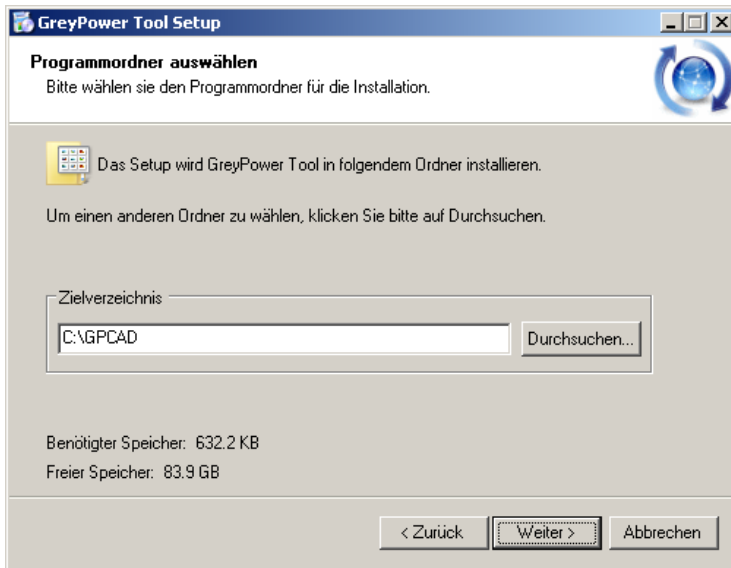 GreyPower Tool Setup
Programmordner auswählen
Bitte wählen sie den Programmordner für die Installation.
Das Setup wird GreyPower Tool in folgendem Ordner installieren.
Um einen anderen Ordner zu wählen, klicken Sie bitte auf Durchsuchen.
Zielverzeichnis
C:\GPCAD
Durchsuchen...
Benötigter Speicher: 632.2 KB
Freier Speicher: 83.9 GB
< Zurück Weiter > Abbrechen